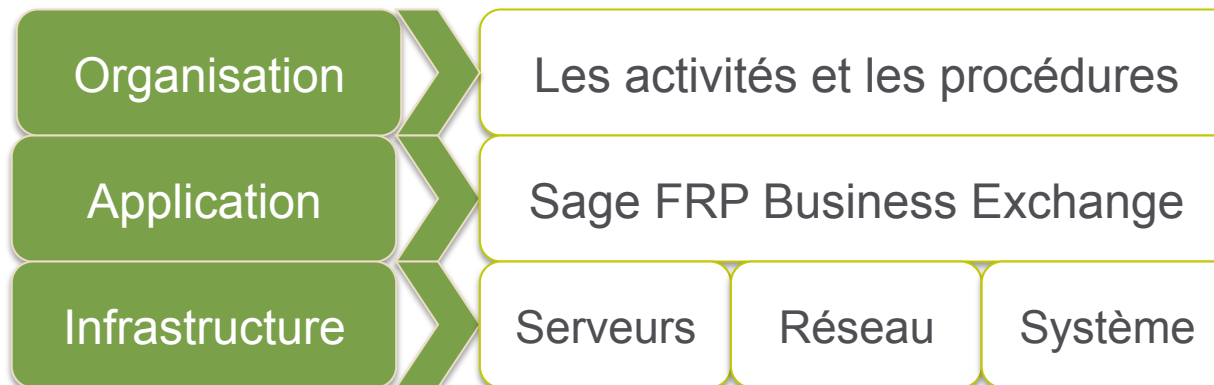 Organisation
Les activités et les procédures
Application
Sage FRP Business Exchange
Infrastructure
Serveurs
Réseau
Système